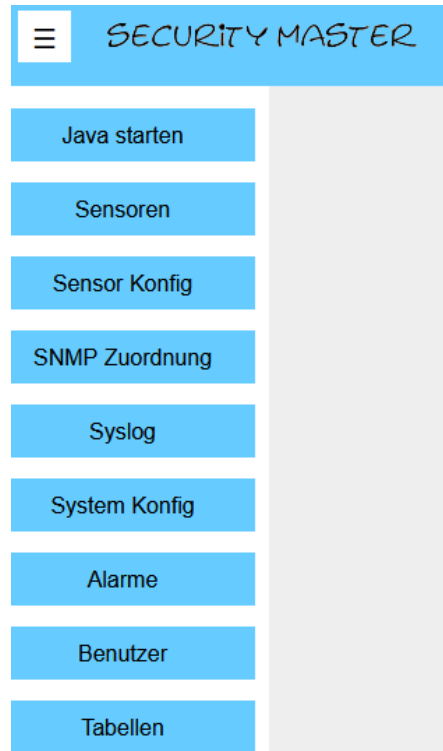 ☰ SECURITY MASTER
Java starten
Sensoren
Sensor Konfig
SNMP Zuordnung
Syslog
System Konfig
Alarme
Benutzer
Tabellen